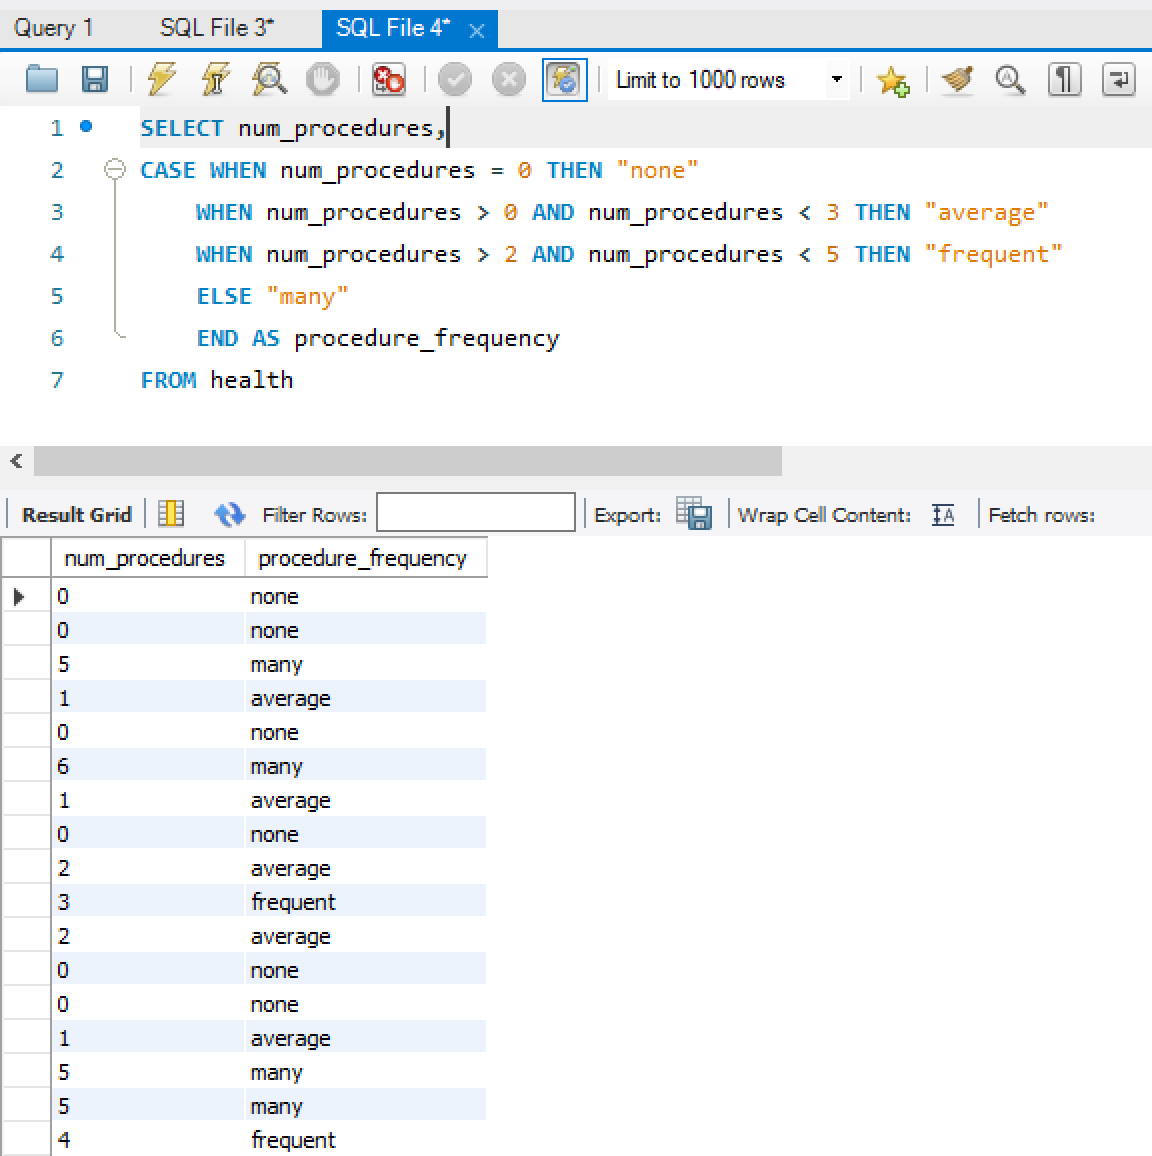 Query 1 SQL File 3* SQL File 4*
Limit to 1000 rows
1 SELECT num_procedures,
2 CASE WHEN num_procedures = 0 THEN "none"
3 WHEN num_procedures > 0 AND num_procedures < 3 THEN "average"
4 WHEN num_procedures > 2 AND num_procedures < 5 THEN "frequent"
5 ELSE "many"
6 END AS procedure_frequency
7 FROM health
Result Grid Filter Rows: Export: Wrap Cell Content: Fetch rows:
num_procedures procedure_frequency
0 none
0 none
5 many
1 average
0 none
6 many
1 average
0 none
2 average
3 frequent
2 average
0 none
0 none
1 average
5 many
5 many
4 frequent